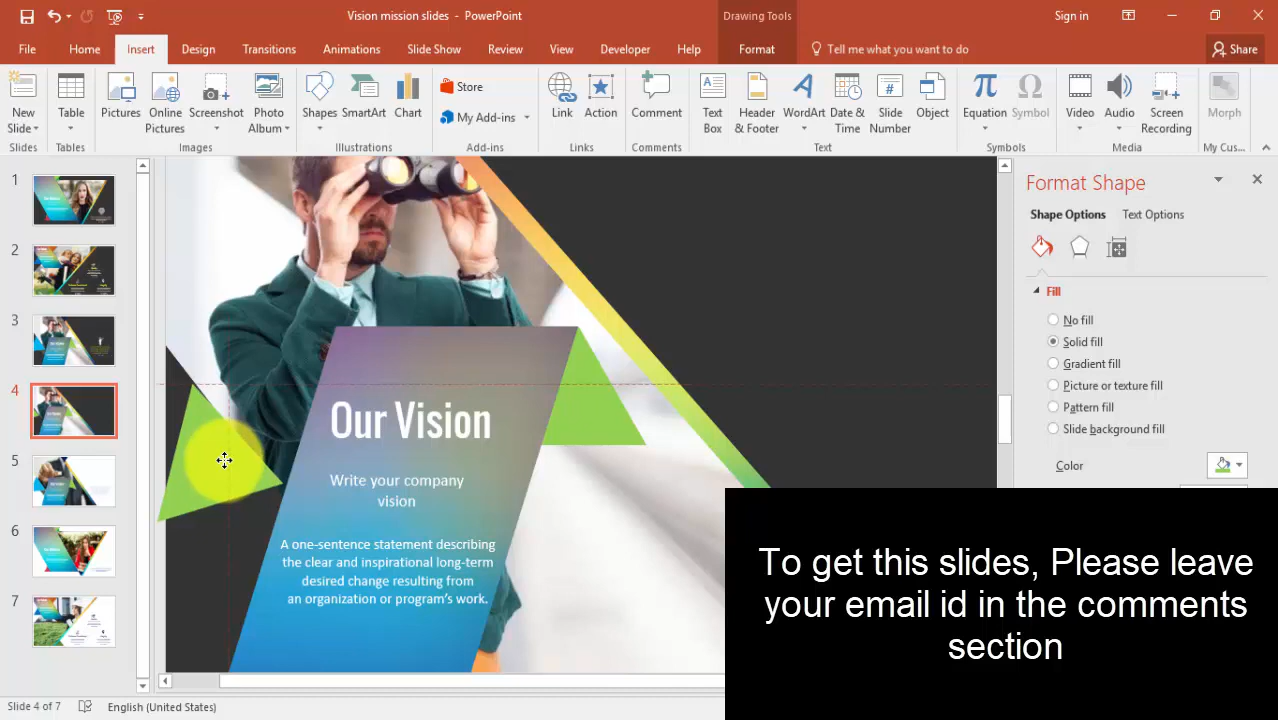 Vision mission slides - PowerPoint
Drawing Tools
Sign in
File
Home
Insert
Design
Transitions
Animations
Slide Show
Review
View
Developer
Help
Format
Tell me what you want to do
Share
New
Slide
Table
Pictures
Online
Pictures
Screenshot
Photo
Album
Shapes
SmartArt
Chart
Store
My Add-ins
Link
Action
Comment
Text
Box
Header
& Footer
WordArt
Date &
Time
Slide
Number
Object
Equation
Symbol
Video
Audio
Screen
Recording
Morph
Slides
Tables
Images
Illustrations
Add-ins
Links
Comments
Text
Symbols
Media
My Cus...
1
2
3
4
5
6
7
Our Vision
Write your company
vision
A one-sentence statement describing
the clear and inspirational long-term
desired change resulting from
an organization or program's work.
Format Shape
Shape Options
Text Options
Fill
No fill
Solid fill
Gradient fill
Picture or texture fill
Pattern fill
Slide background fill
Color
To get this slides, Please leave
your email id in the comments
section
Slide 4 of 7
English (United States)